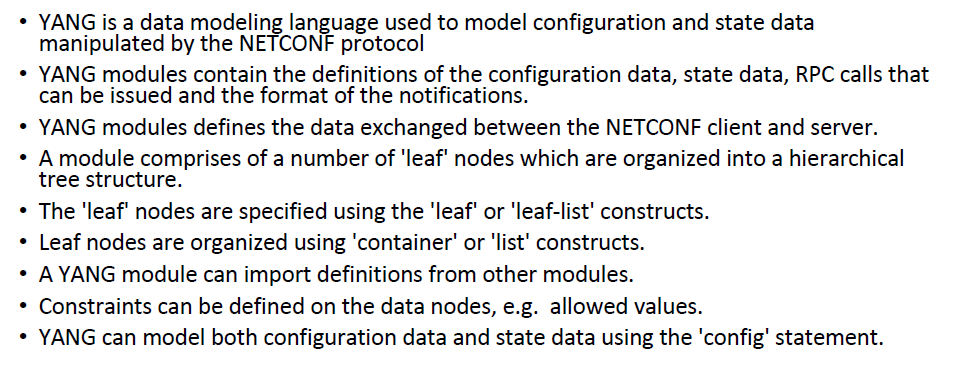 • YANG is a data modeling language used to model configuration and state data
manipulated by the NETCONF protocol
• YANG modules contain the definitions of the configuration data, state data, RPC calls that
can be issued and the format of the notifications.
• YANG modules defines the data exchanged between the NETCONF client and server.
• A module comprises of a number of 'leaf' nodes which are organized into a hierarchical
tree structure.
• The 'leaf' nodes are specified using the 'leaf' or 'leaf-list' constructs.
• Leaf nodes are organized using 'container' or 'list' constructs.
• A YANG module can import definitions from other modules.
• Constraints can be defined on the data nodes, e.g. allowed values.
• YANG can model both configuration data and state data using the 'config' statement.